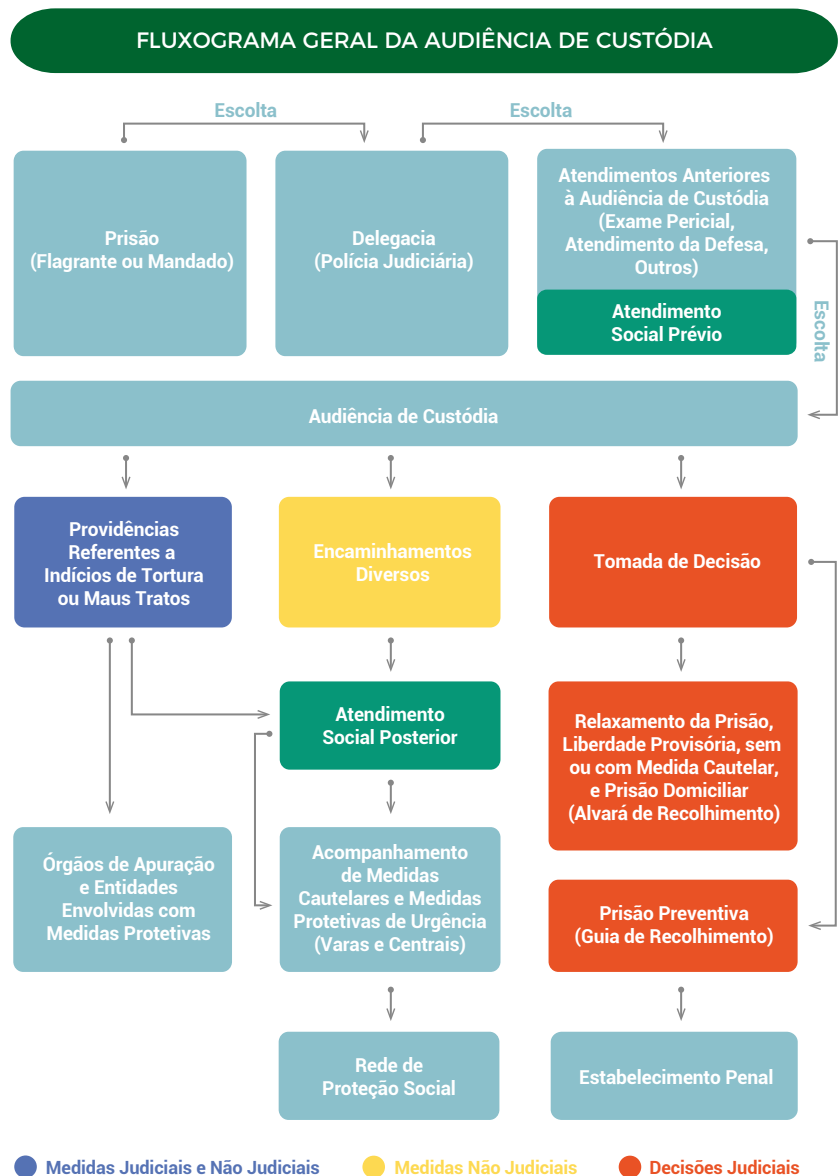 FLUXOGRAMA GERAL DA AUDIÊNCIA DE CUSTÓDIA
Escolta
Escolta
Prisão
(Flagrante ou Mandado)
Delegacia
(Polícia Judiciária)
Atendimentos Anteriores
à Audiência de Custódia
(Exame Pericial,
Atendimento da Defesa,
Outros)
Atendimento
Social Prévio
Escolta
Audiência de Custódia
Providências
Referentes a
Indícios de Tortura
ou Maus Tratos
Encaminhamentos
Diversos
Tomada de Decisão
Atendimento
Social Posterior
Relaxamento da Prisão,
Liberdade Provisória, sem
ou com Medida Cautelar,
e Prisão Domiciliar
(Alvará de Recolhimento)
Órgãos de Apuração
e Entidades
Envolvidas com
Medidas Protetivas
Acompanhamento
de Medidas
Cautelares e Medidas
Protetivas de Urgência
(Varas e Centrais)
Prisão Preventiva
(Guia de Recolhimento)
Rede de
Proteção Social
Estabelecimento Penal
Medidas Judiciais e Não Judiciais
Medidas Não Judiciais
Decisões Judiciais